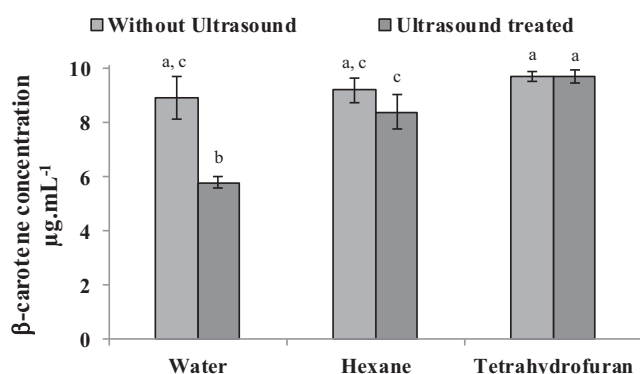 Without Ultrasound Ultrasound treated
β-carotene concentration
µg.mL⁻¹
10
8
6
4
2
0
a, c
b
a, c
c
a
a
Water Hexane Tetrahydrofuran